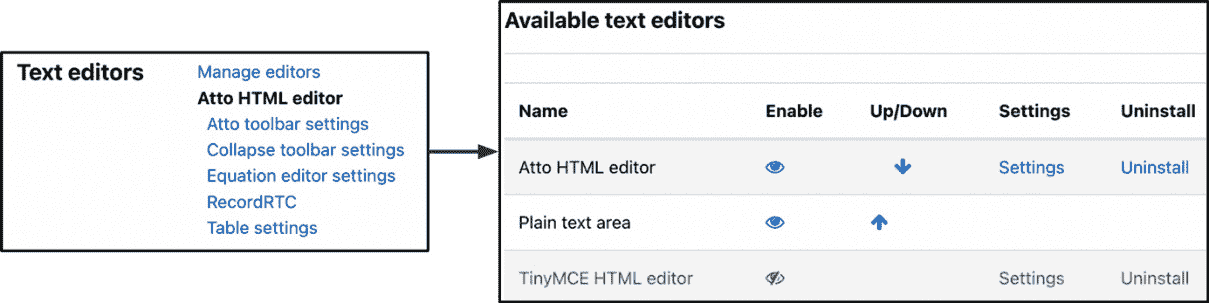 Text editors
Manage editors
Atto HTML editor
Atto toolbar settings
Collapse toolbar settings
Equation editor settings
RecordRTC
Table settings
Available text editors
Name Enable Up/Down Settings Uninstall
Atto HTML editor Settings Uninstall
Plain text area
TinyMCE HTML editor Settings Uninstall